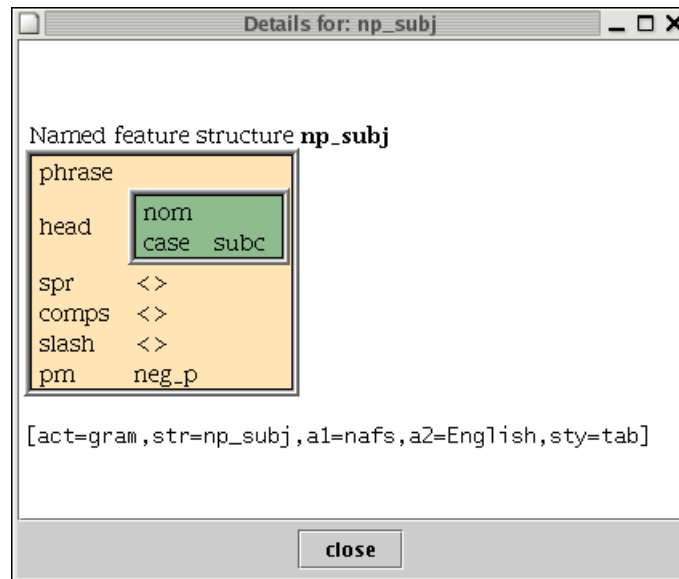 Details for: np_subj
Named feature structure np_subj
phrase
head
nom
case subc
spr <>
comps <>
slash <>
pm neg_p
[act=gram,str=np_subj,a1=nafs,a2=English,sty=tab]
close